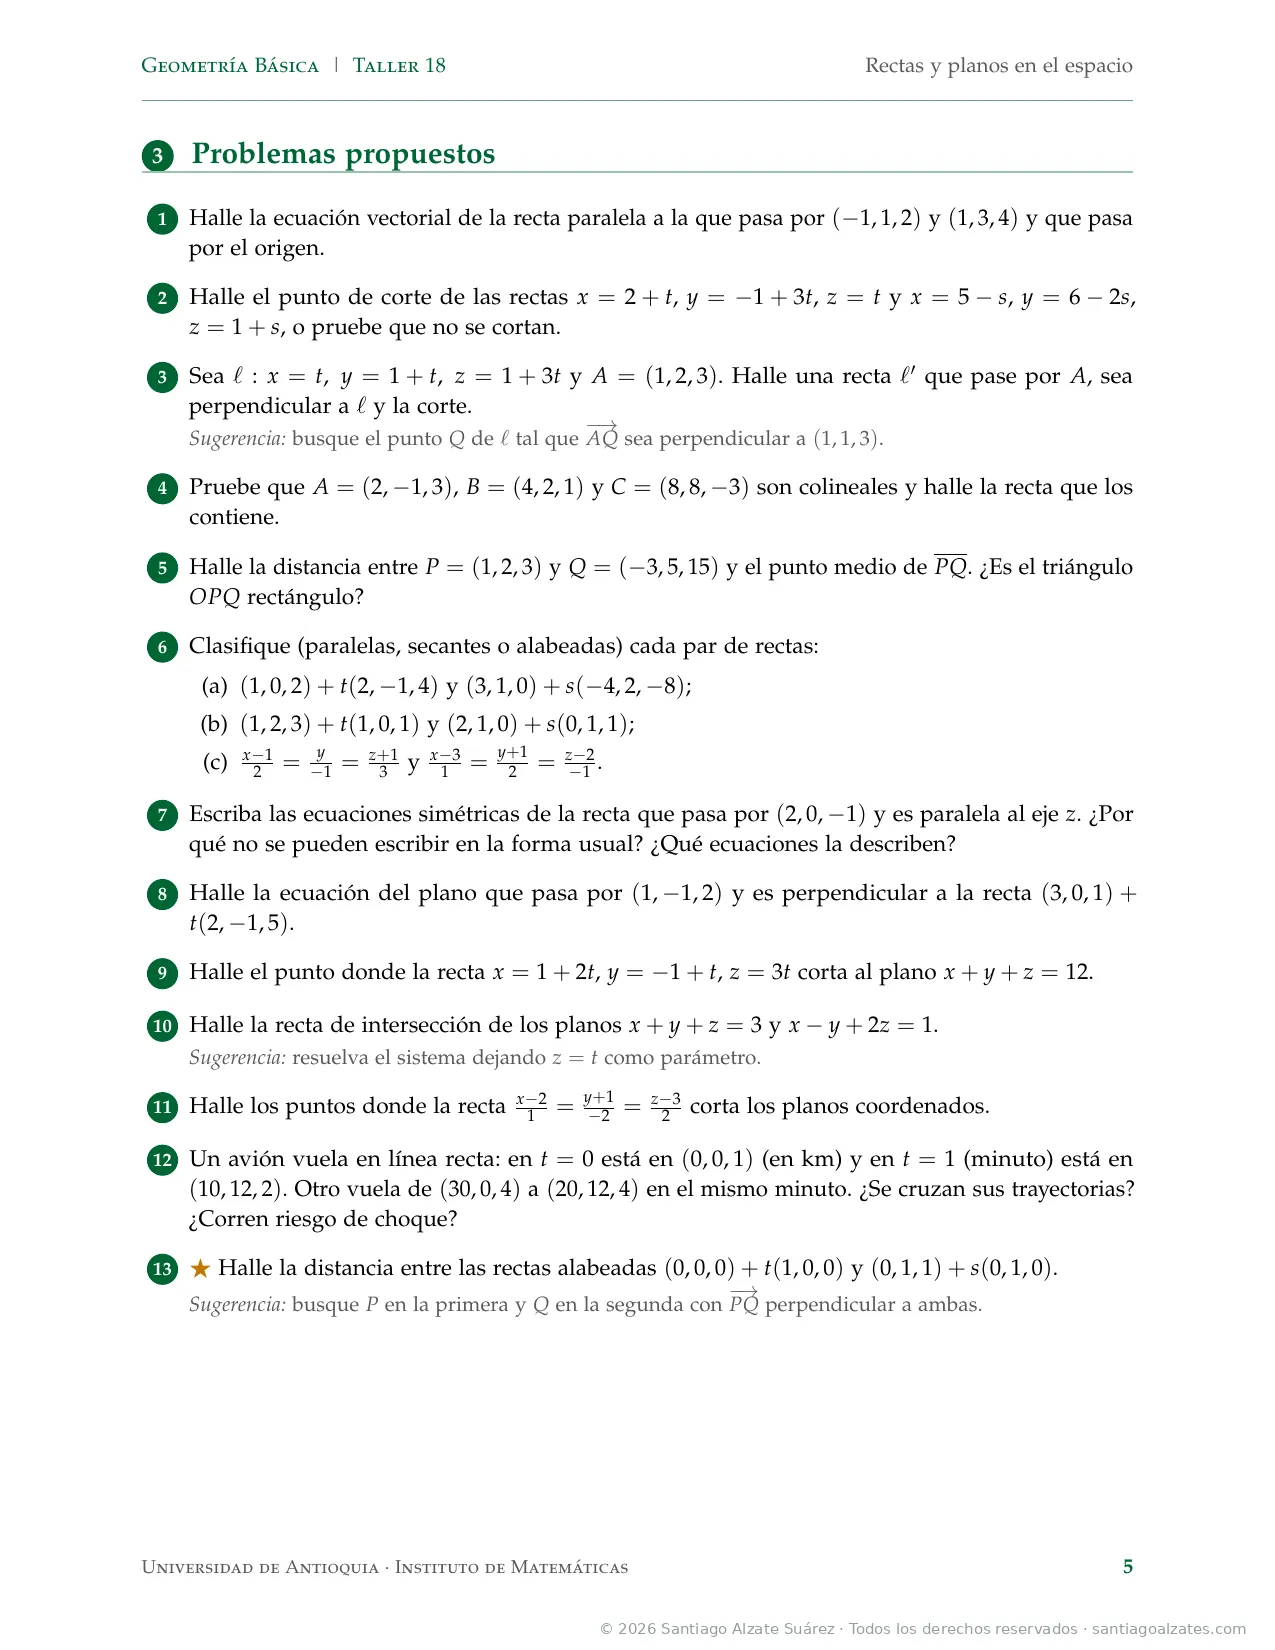 GEOMETRÍA BÁSICA | TALLER 18 Rectas y planos en el espacio
3 Problemas propuestos
1 Halle la ecuación vectorial de la recta paralela a la que pasa por (−1, 1, 2) y (1, 3, 4) y que pasa
por el origen.
2 Halle el punto de corte de las rectas x = 2 + t, y = −1 + 3t, z = t y x = 5 − s, y = 6 − 2s,
z = 1 + s, o pruebe que no se cortan.
3 Sea ℓ : x = t, y = 1 + t, z = 1 + 3t y A = (1, 2, 3). Halle una recta ℓ′ que pase por A, sea
perpendicular a ℓ y la corte.
Sugerencia: busque el punto Q de ℓ tal que $\overrightarrow{AQ}$ sea perpendicular a (1, 1, 3).
4 Pruebe que A = (2, −1, 3), B = (4, 2, 1) y C = (8, 8, −3) son colineales y halle la recta que los
contiene.
5 Halle la distancia entre P = (1, 2, 3) y Q = (−3, 5, 15) y el punto medio de $\overline{PQ}$. ¿Es el triángulo
OPQ rectángulo?
6 Clasifique (paralelas, secantes o alabeadas) cada par de rectas:
(a) (1, 0, 2) + t(2, −1, 4) y (3, 1, 0) + s(−4, 2, −8);
(b) (1, 2, 3) + t(1, 0, 1) y (2, 1, 0) + s(0, 1, 1);
(c) $\frac{x-1}{2} = \frac{y}{-1} = \frac{z+1}{3}$ y $\frac{x-3}{1} = \frac{y+1}{2} = \frac{z-2}{-1}$.
7 Escriba las ecuaciones simétricas de la recta que pasa por (2, 0, −1) y es paralela al eje z. ¿Por
qué no se pueden escribir en la forma usual? ¿Qué ecuaciones la describen?
8 Halle la ecuación del plano que pasa por (1, −1, 2) y es perpendicular a la recta (3, 0, 1) +
t(2, −1, 5).
9 Halle el punto donde la recta x = 1 + 2t, y = −1 + t, z = 3t corta al plano x + y + z = 12.
10 Halle la recta de intersección de los planos x + y + z = 3 y x − y + 2z = 1.
Sugerencia: resuelva el sistema dejando z = t como parámetro.
11 Halle los puntos donde la recta $\frac{x-2}{1} = \frac{y+1}{-2} = \frac{z-3}{2}$ corta los planos coordenados.
12 Un avión vuela en línea recta: en t = 0 está en (0, 0, 1) (en km) y en t = 1 (minuto) está en
(10, 12, 2). Otro vuela de (30, 0, 4) a (20, 12, 4) en el mismo minuto. ¿Se cruzan sus trayectorias?
¿Corren riesgo de choque?
13 ★ Halle la distancia entre las rectas alabeadas (0, 0, 0) + t(1, 0, 0) y (0, 1, 1) + s(0, 1, 0).
Sugerencia: busque P en la primera y Q en la segunda con $\overrightarrow{PQ}$ perpendicular a ambas.
UNIVERSIDAD DE ANTIOQUIA · INSTITUTO DE MATEMÁTICAS 5
© 2026 Santiago Alzate Suárez · Todos los derechos reservados · santiagoalzates.com